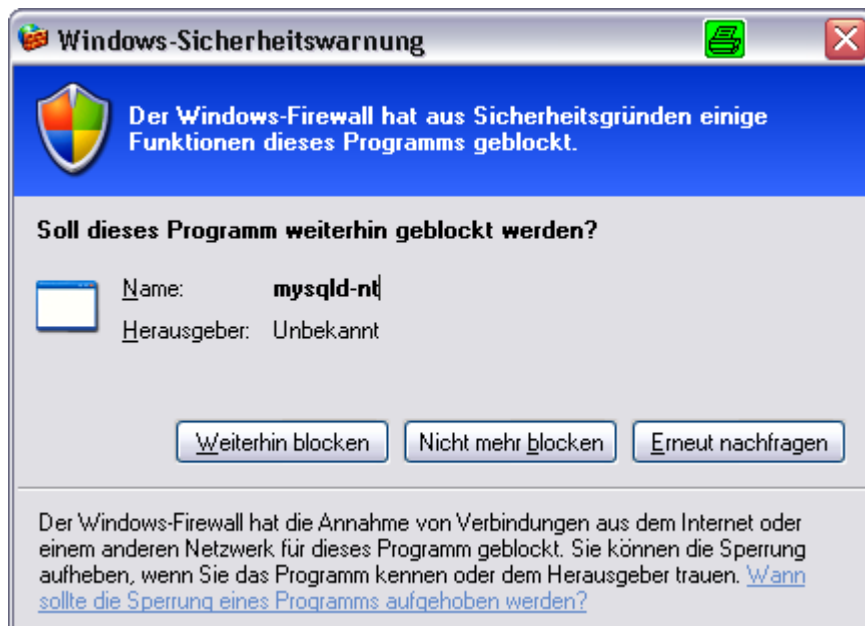 Windows-Sicherheitswarnung
Der Windows-Firewall hat aus Sicherheitsgründen einige
Funktionen dieses Programms geblockt.
Soll dieses Programm weiterhin geblockt werden?
Name: mysqld-nt
Herausgeber: Unbekannt
Weiterhin blocken Nicht mehr blocken Erneut nachfragen
Der Windows-Firewall hat die Annahme von Verbindungen aus dem Internet oder
einem anderen Netzwerk für dieses Programm geblockt. Sie können die Sperrung
aufheben, wenn Sie das Programm kennen oder dem Herausgeber trauen. Wann
sollte die Sperrung eines Programms aufgehoben werden?